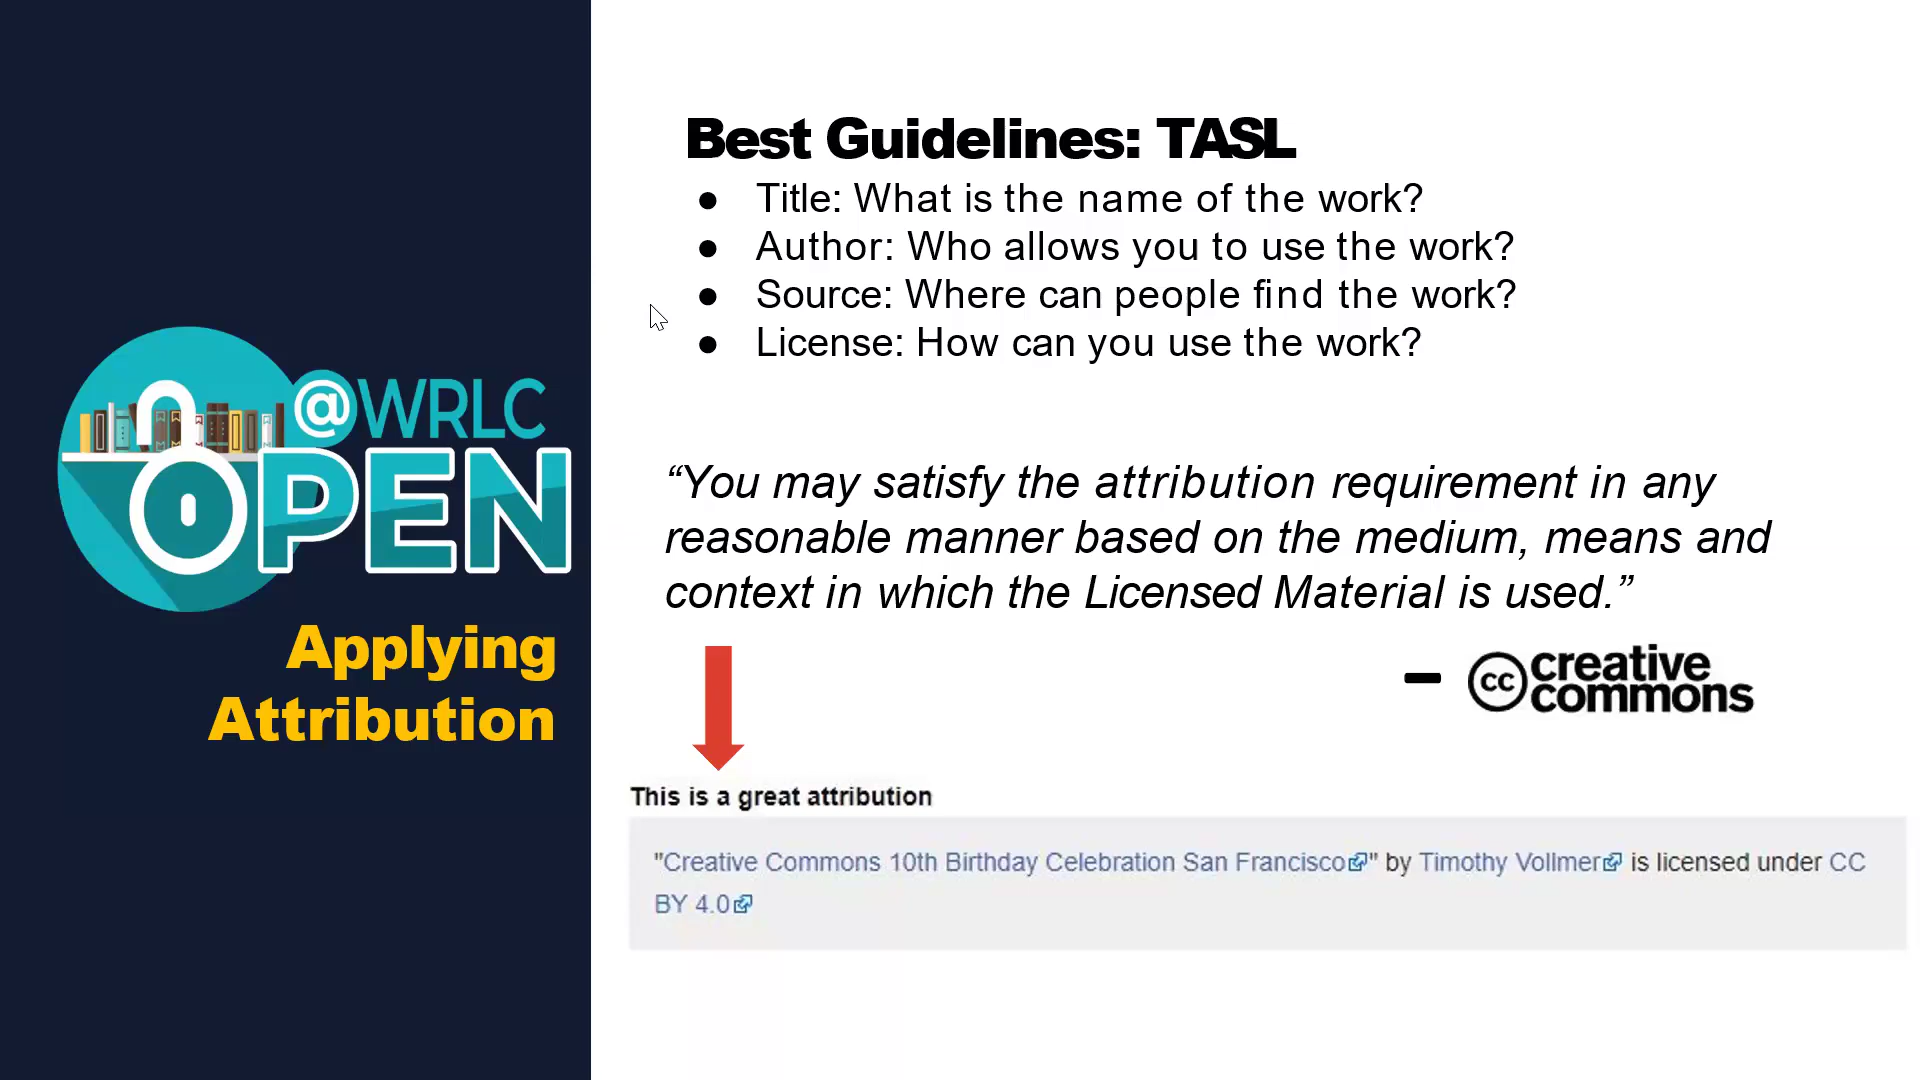 @WRLC
OPEN
Applying
Attribution
Best Guidelines: TASL
● Title: What is the name of the work?
● Author: Who allows you to use the work?
● Source: Where can people find the work?
● License: How can you use the work?
“You may satisfy the attribution requirement in any
reasonable manner based on the medium, means and
context in which the Licensed Material is used.”
– cc creative
commons
This is a great attribution
"Creative Commons 10th Birthday Celebration San Francisco" by Timothy Vollmer is licensed under CC
BY 4.0